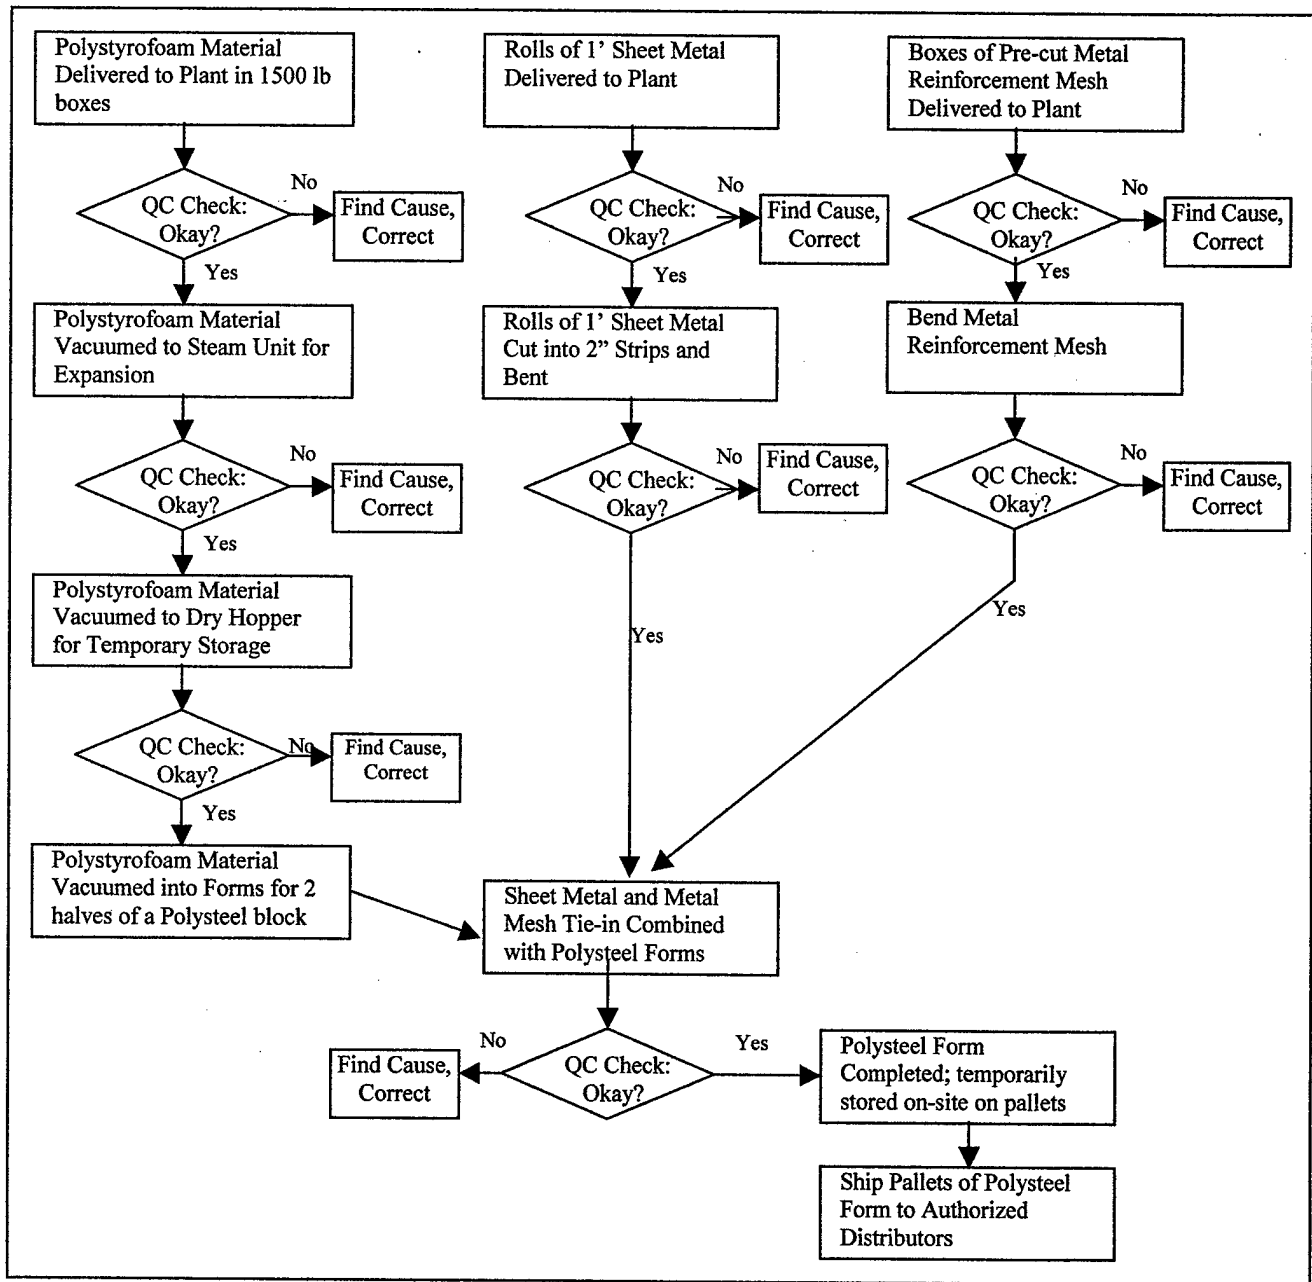 Polystyrofoam Material
Delivered to Plant in 1500 lb
boxes
Rolls of 1' Sheet Metal
Delivered to Plant
Boxes of Pre-cut Metal
Reinforcement Mesh
Delivered to Plant
QC Check:
Okay?
No
Find Cause,
Correct
Yes
QC Check:
Okay?
No
Find Cause,
Correct
Yes
QC Check:
Okay?
No
Find Cause,
Correct
Yes
Polystyrofoam Material
Vacuumed to Steam Unit for
Expansion
Rolls of 1' Sheet Metal
Cut into 2” Strips and
Bent
Bend Metal
Reinforcement Mesh
QC Check:
Okay?
No
Find Cause,
Correct
Yes
QC Check:
Okay?
No
Find Cause,
Correct
Yes
QC Check:
Okay?
No
Find Cause,
Correct
Yes
Polystyrofoam Material
Vacuumed to Dry Hopper
for Temporary Storage
QC Check:
Okay?
No
Find Cause,
Correct
Yes
Polystyrofoam Material
Vacuumed into Forms for 2
halves of a Polysteel block
Sheet Metal and Metal
Mesh Tie-in Combined
with Polysteel Forms
QC Check:
Okay?
No
Find Cause,
Correct
Yes
Polysteel Form
Completed; temporarily
stored on-site on pallets
Ship Pallets of Polysteel
Form to Authorized
Distributors